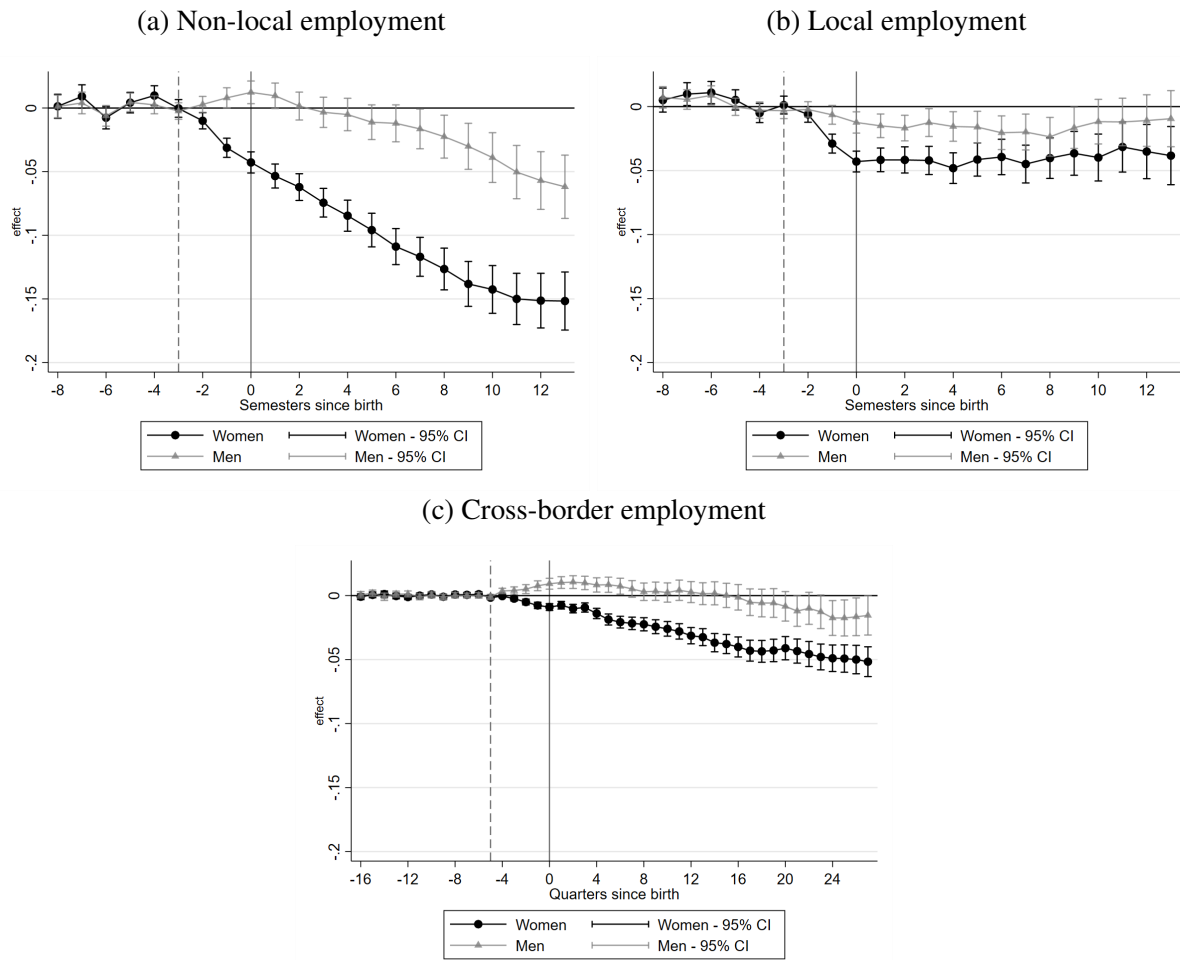 (a) Non-local employment
0
-.05
-.1
-.15
-.2
effect
-8 -6 -4 -2 0 2 4 6 8 10 12
Semesters since birth
Women Women - 95% CI
Men Men - 95% CI
(b) Local employment
0
-.05
-.1
-.15
-.2
effect
-8 -6 -4 -2 0 2 4 6 8 10 12
Semesters since birth
Women Women - 95% CI
Men Men - 95% CI
(c) Cross-border employment
0
-.05
-.1
-.15
-.2
effect
-16 -12 -8 -4 0 4 8 12 16 20 24
Quarters since birth
Women Women - 95% CI
Men Men - 95% CI